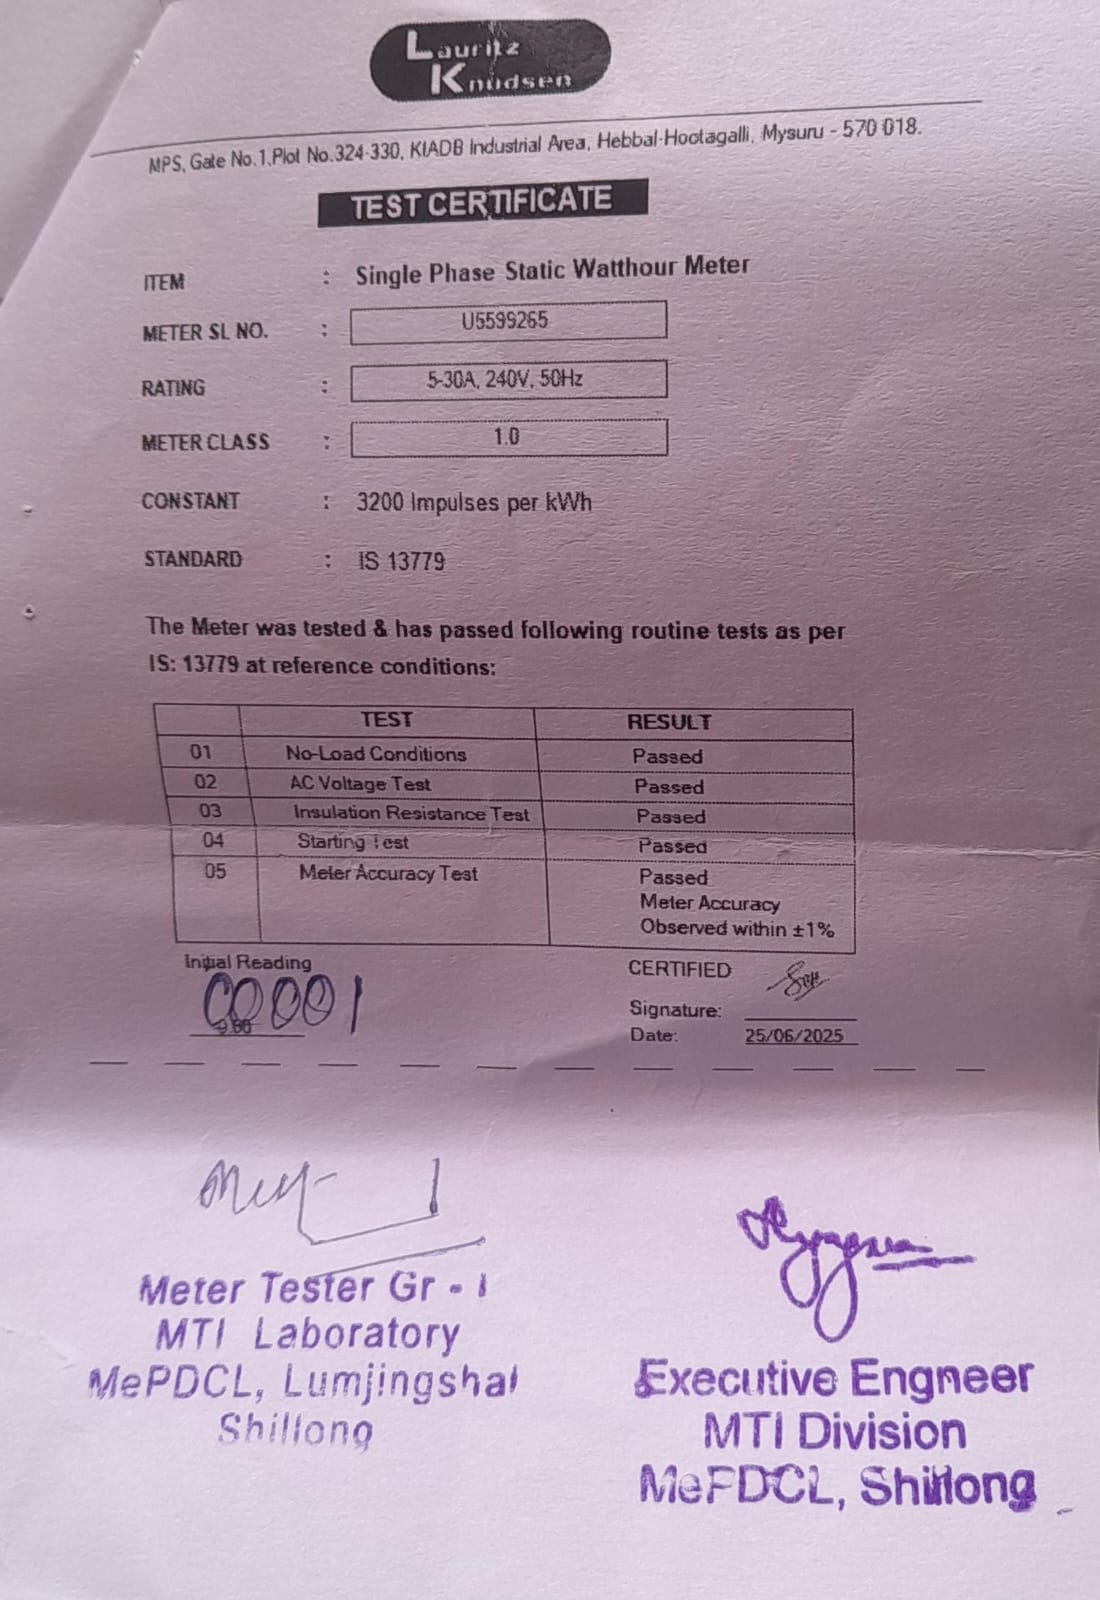 Lauritz
Knudsen
MPS, Gate No.1,Plot No.324-330, KIADB Industrial Area, Hebbal-Hootagalli, Mysuru - 570 018.
TEST CERTIFICATE
ITEM : Single Phase Static Watthour Meter
METER SL NO. : U5599265
RATING : 5-30A, 240V, 50Hz
METER CLASS : 1.0
CONSTANT : 3200 Impulses per kWh
STANDARD : IS 13779
The Meter was tested & has passed following routine tests as per
IS: 13779 at reference conditions:
TEST RESULT
01 No-Load Conditions Passed
02 AC Voltage Test Passed
03 Insulation Resistance Test Passed
04 Starting Test Passed
05 Meter Accuracy Test Passed
Meter Accuracy
Observed within ±1%
Initial Reading CERTIFIED
00001
Signature:
Date: 25/06/2025
Meter Tester Gr - I
MTI Laboratory
MePDCL, Lumjingshai
Shillong
Executive Engneer
MTI Division
MePDCL, Shillong